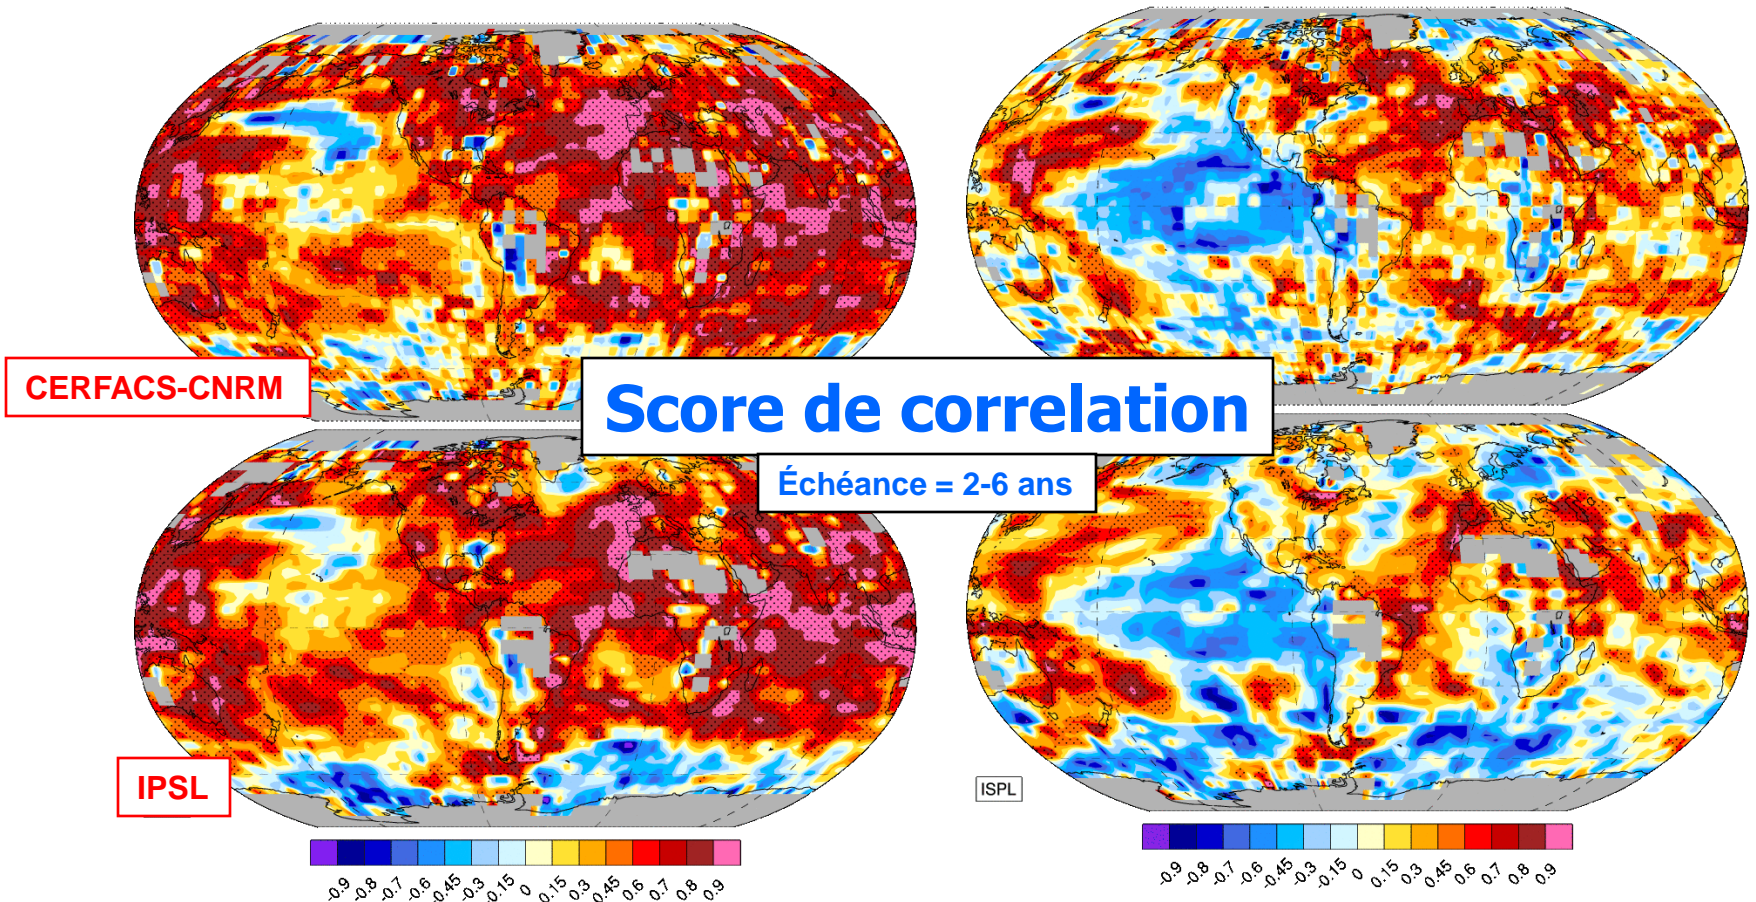 CERFACS-CNRM
Score de correlation
Échéance = 2-6 ans
IPSL
ISPL
-0.9 -0.8 -0.7 -0.6 -0.45 -0.3 -0.15 0 0.15 0.3 0.45 0.6 0.7 0.8 0.9
-0.9 -0.8 -0.7 -0.6 -0.45 -0.3 -0.15 0 0.15 0.3 0.45 0.6 0.7 0.8 0.9